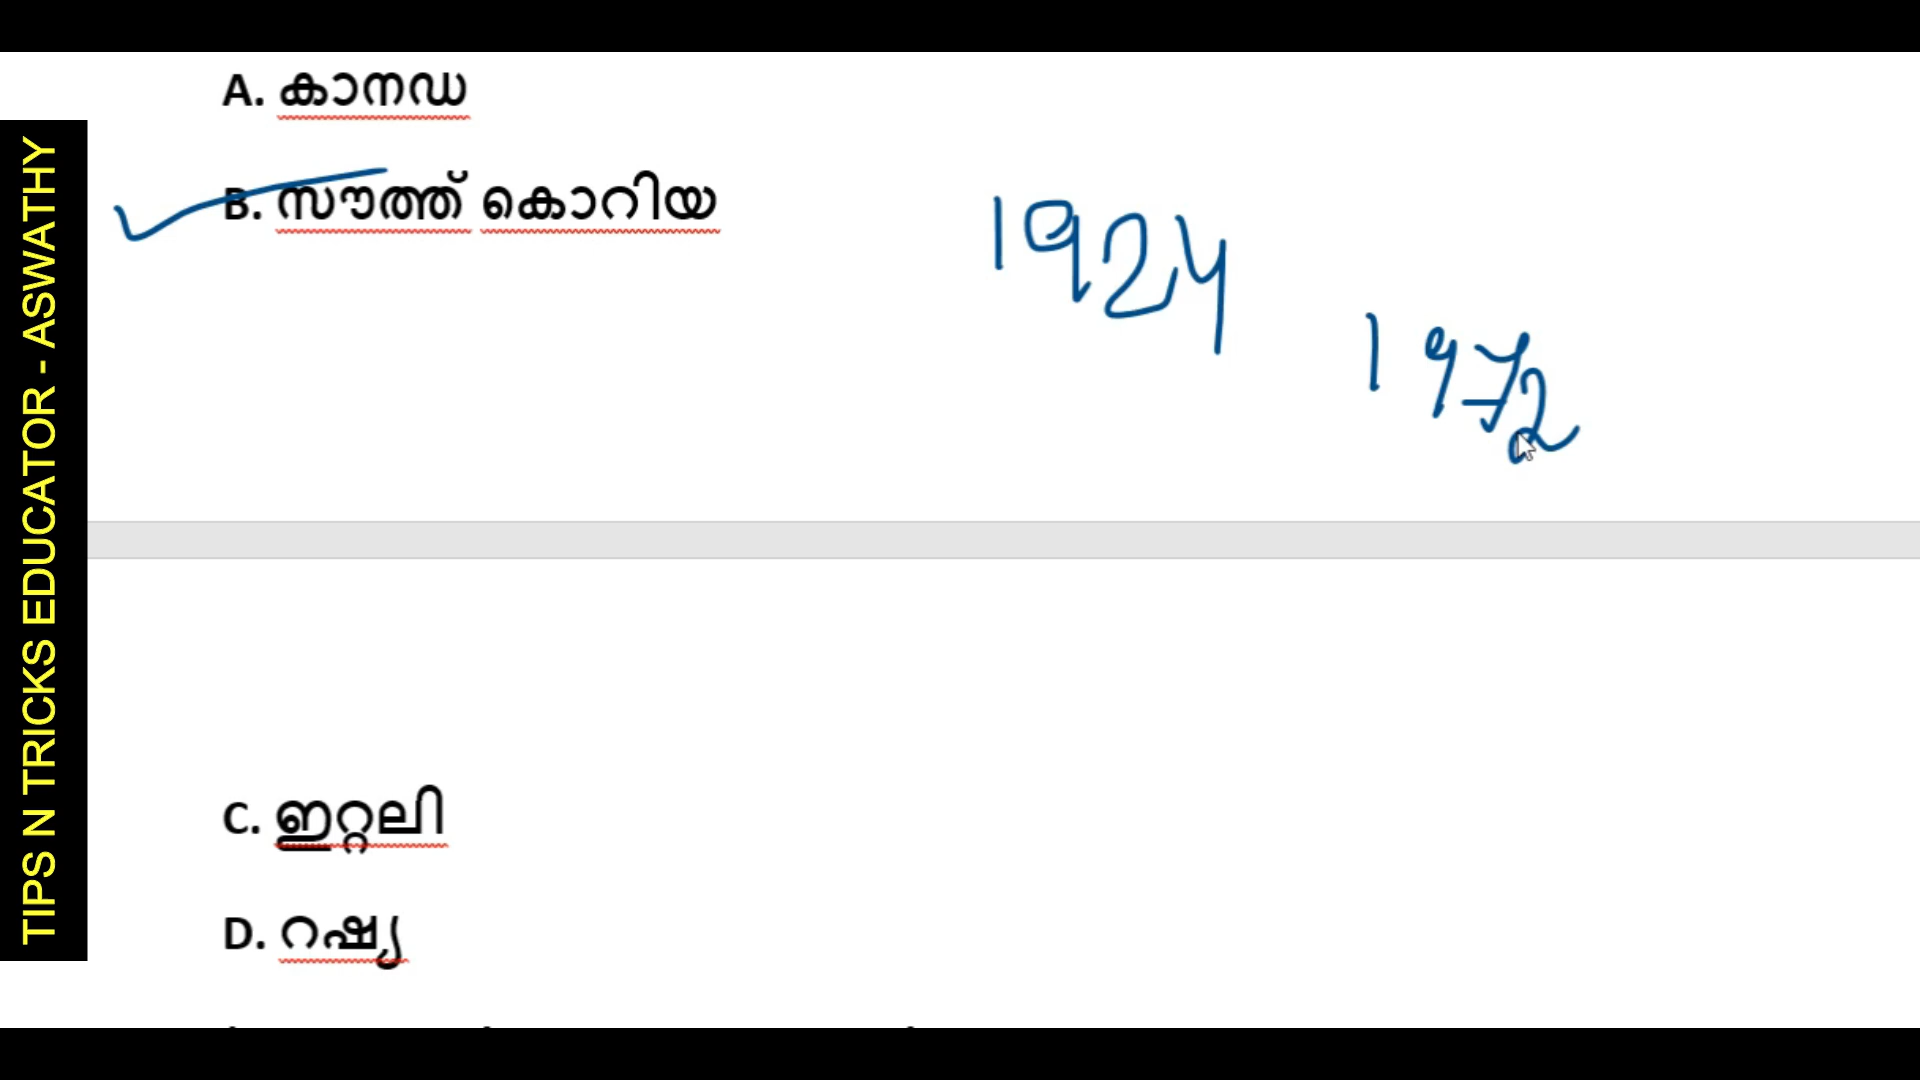 A. കാനഡ
B. സൗത്ത് കൊറിയ
1924
1972
C. ഇറ്റലി
D. റഷ്യ
TIPS N TRICKS EDUCATOR - ASWATHY